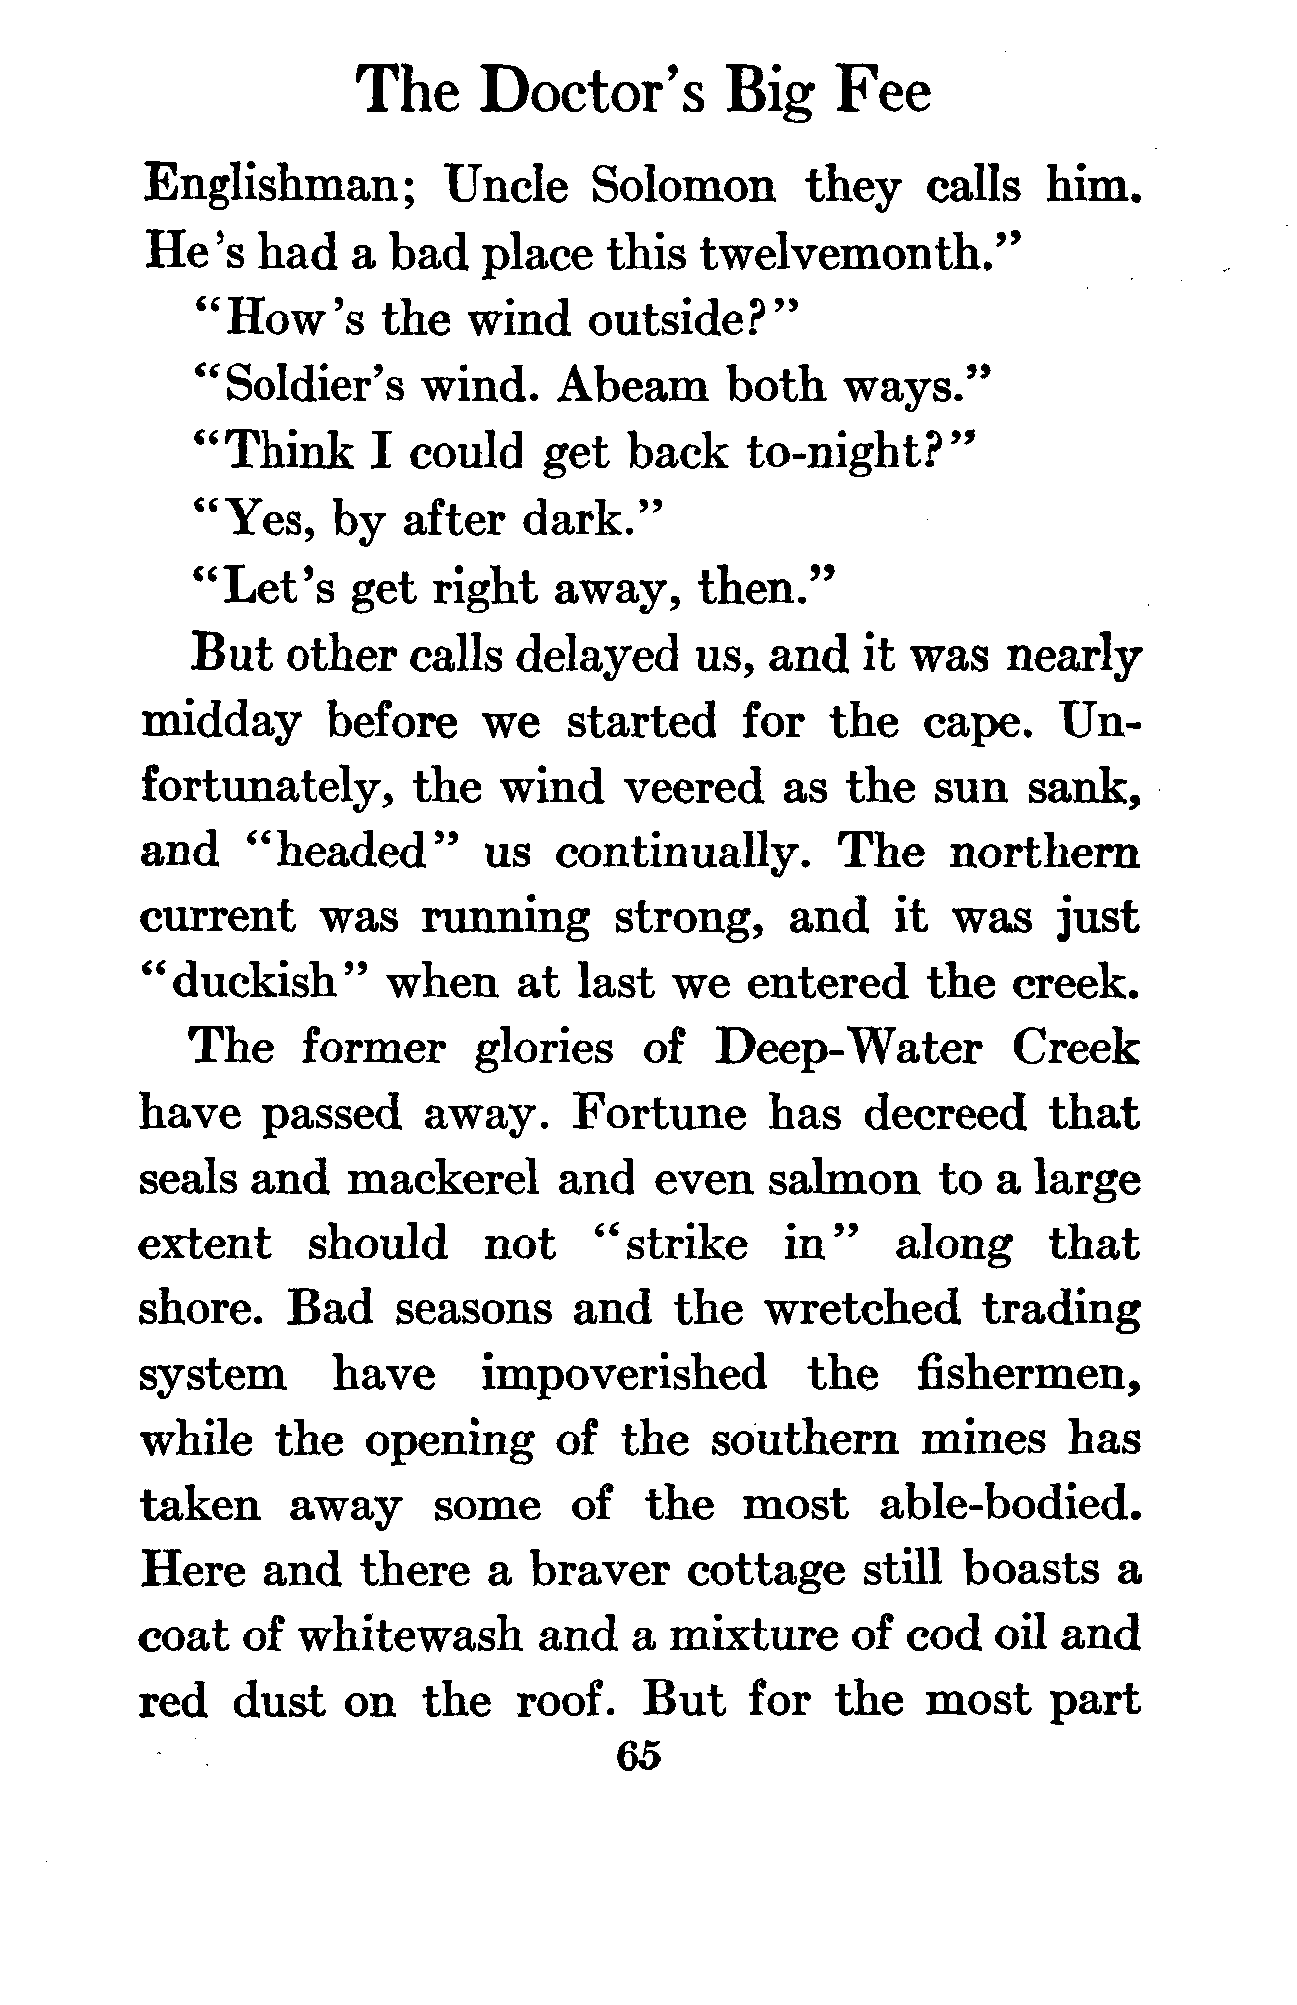 The Doctor's Big Fee
Englishman; Uncle Solomon they calls him.
He's had a bad place this twelvemonth."
"How's the wind outside?"
"Soldier's wind. Abeam both ways."
"Think I could get back to-night?"
"Yes, by after dark."
"Let's get right away, then."
But other calls delayed us, and it was nearly
midday before we started for the cape. Un-
fortunately, the wind veered as the sun sank,
and "headed" us continually. The northern
current was running strong, and it was just
"duckish" when at last we entered the creek.
The former glories of Deep-Water Creek
have passed away. Fortune has decreed that
seals and mackerel and even salmon to a large
extent should not "strike in" along that
shore. Bad seasons and the wretched trading
system have impoverished the fishermen,
while the opening of the southern mines has
taken away some of the most able-bodied.
Here and there a braver cottage still boasts a
coat of whitewash and a mixture of cod oil and
red dust on the roof. But for the most part
65